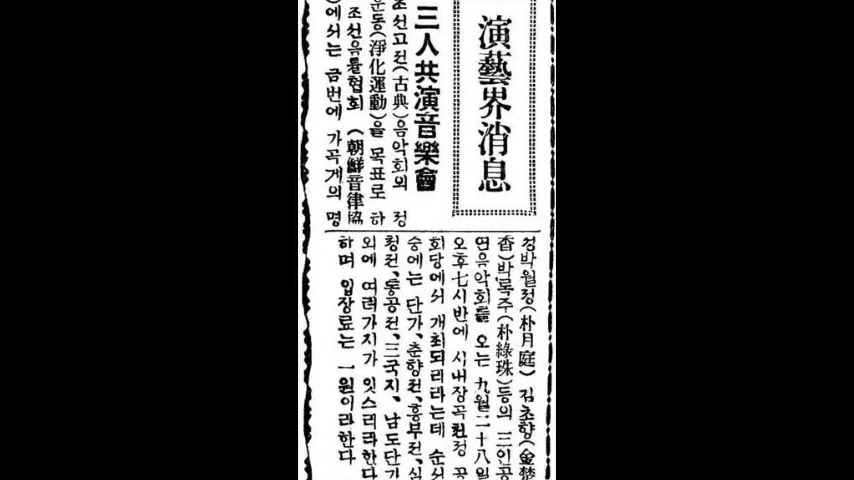 演藝界消息
三人共演音樂會
조선고전(古典)음악회의 정
운동(淨化運動)을 목표로 하
조선음률협회 (朝鮮音律協
)에서는 금번에 가곡게의 명
성박월정(朴月庭) 김초향(金楚
香)박록주(朴綠珠)등의 三인공
연음악회를 오는 九월二十八일
오후七시반에 시내장곡천정 공
회당에서 개최되리라는데 순서
중에는 단가、춘향전、흥부전、심
청전、통공전、三국지、남도단가
외에 여러가지가 잇스리라한다
하며 입장료는 一원이라한다